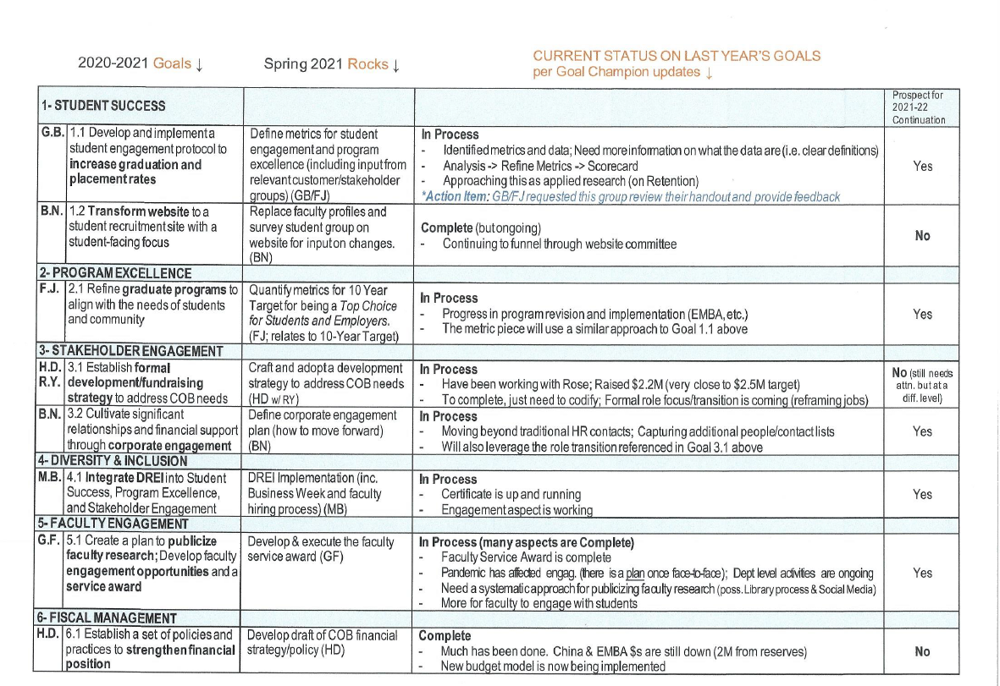 2020-2021 Goals ↓
Spring 2021 Rocks ↓
CURRENT STATUS ON LAST YEAR'S GOALS
per Goal Champion updates ↓
1- STUDENT SUCCESS
Prospect for
2021-22
Continuation
G.B.
1.1 Develop and implement a
student engagement protocol to
increase graduation and
placement rates
Define metrics for student
engagement and program
excellence (including input from
relevant customer/stakeholder
groups) (GB/FJ)
In Process
- Identified metrics and data; Need more information on what the data are (i.e. clear definitions)
- Analysis -> Refine Metrics -> Scorecard
- Approaching this as applied research (on Retention)
*Action Item: GB/FJ requested this group review their handout and provide feedback
Yes
B.N.
1.2 Transform website to a
student recruitment site with a
student-facing focus
Replace faculty profiles and
survey student group on
website for input on changes.
(BN)
Complete (but ongoing)
- Continuing to funnel through website committee
No
2- PROGRAM EXCELLENCE
F.J.
2.1 Refine graduate programs to
align with the needs of students
and community
Quantify metrics for 10 Year
Target for being a Top Choice
for Students and Employers.
(FJ; relates to 10-Year Target)
In Process
- Progress in program revision and implementation (EMBA, etc.)
- The metric piece will use a similar approach to Goal 1.1 above
Yes
3- STAKEHOLDER ENGAGEMENT
H.D.
R.Y.
3.1 Establish formal
development/fundraising
strategy to address COB needs
Craft and adopt a development
strategy to address COB needs
(HD w/ RY)
In Process
- Have been working with Rose; Raised $2.2M (very close to $2.5M target)
- To complete, just need to codify; Formal role focus/transition is coming (reframing jobs)
No (still needs
attn. but at a
diff. level)
B.N.
3.2 Cultivate significant
relationships and financial support
through corporate engagement
Define corporate engagement
plan (how to move forward)
(BN)
In Process
- Moving beyond traditional HR contacts; Capturing additional people/contact lists
- Will also leverage the role transition referenced in Goal 3.1 above
Yes
4- DIVERSITY & INCLUSION
M.B.
4.1 Integrate DREI into Student
Success, Program Excellence,
and Stakeholder Engagement
DREI Implementation (inc.
Business Week and faculty
hiring process) (MB)
In Process
- Certificate is up and running
- Engagement aspect is working
Yes
5- FACULTY ENGAGEMENT
G.F.
5.1 Create a plan to publicize
faculty research; Develop faculty
engagement opportunities and a
service award
Develop & execute the faculty
service award (GF)
In Process (many aspects are Complete)
- Faculty Service Award is complete
- Pandemic has affected engag. (there is a plan once face-to-face); Dept level activities are ongoing
- Need a systematic approach for publicizing faculty research (poss. Library process & Social Media)
- More for faculty to engage with students
Yes
6- FISCAL MANAGEMENT
H.D.
6.1 Establish a set of policies and
practices to strengthen financial
position
Develop draft of COB financial
strategy/policy (HD)
Complete
- Much has been done. China & EMBA $s are still down (2M from reserves)
- New budget model is now being implemented
No